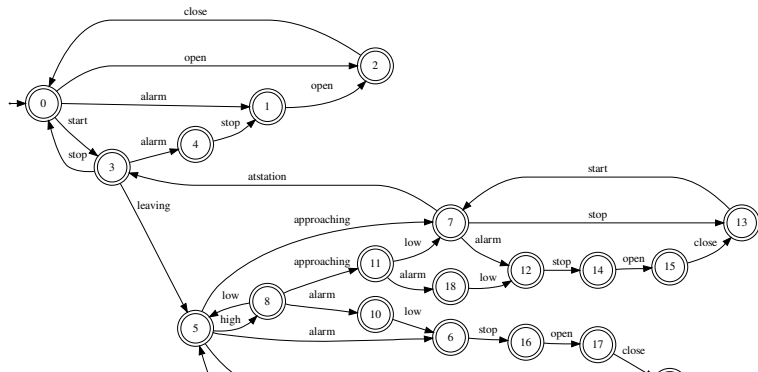 close
open
2
alarm
open
0
1
start
alarm
stop
4
stop
3
atstation
start
leaving
approaching
7
stop
13
low
alarm
close
approaching
11
12
stop
14
open
15
alarm
low
18
low
8
alarm
10
low
high
5
alarm
6
stop
16
open
17
close